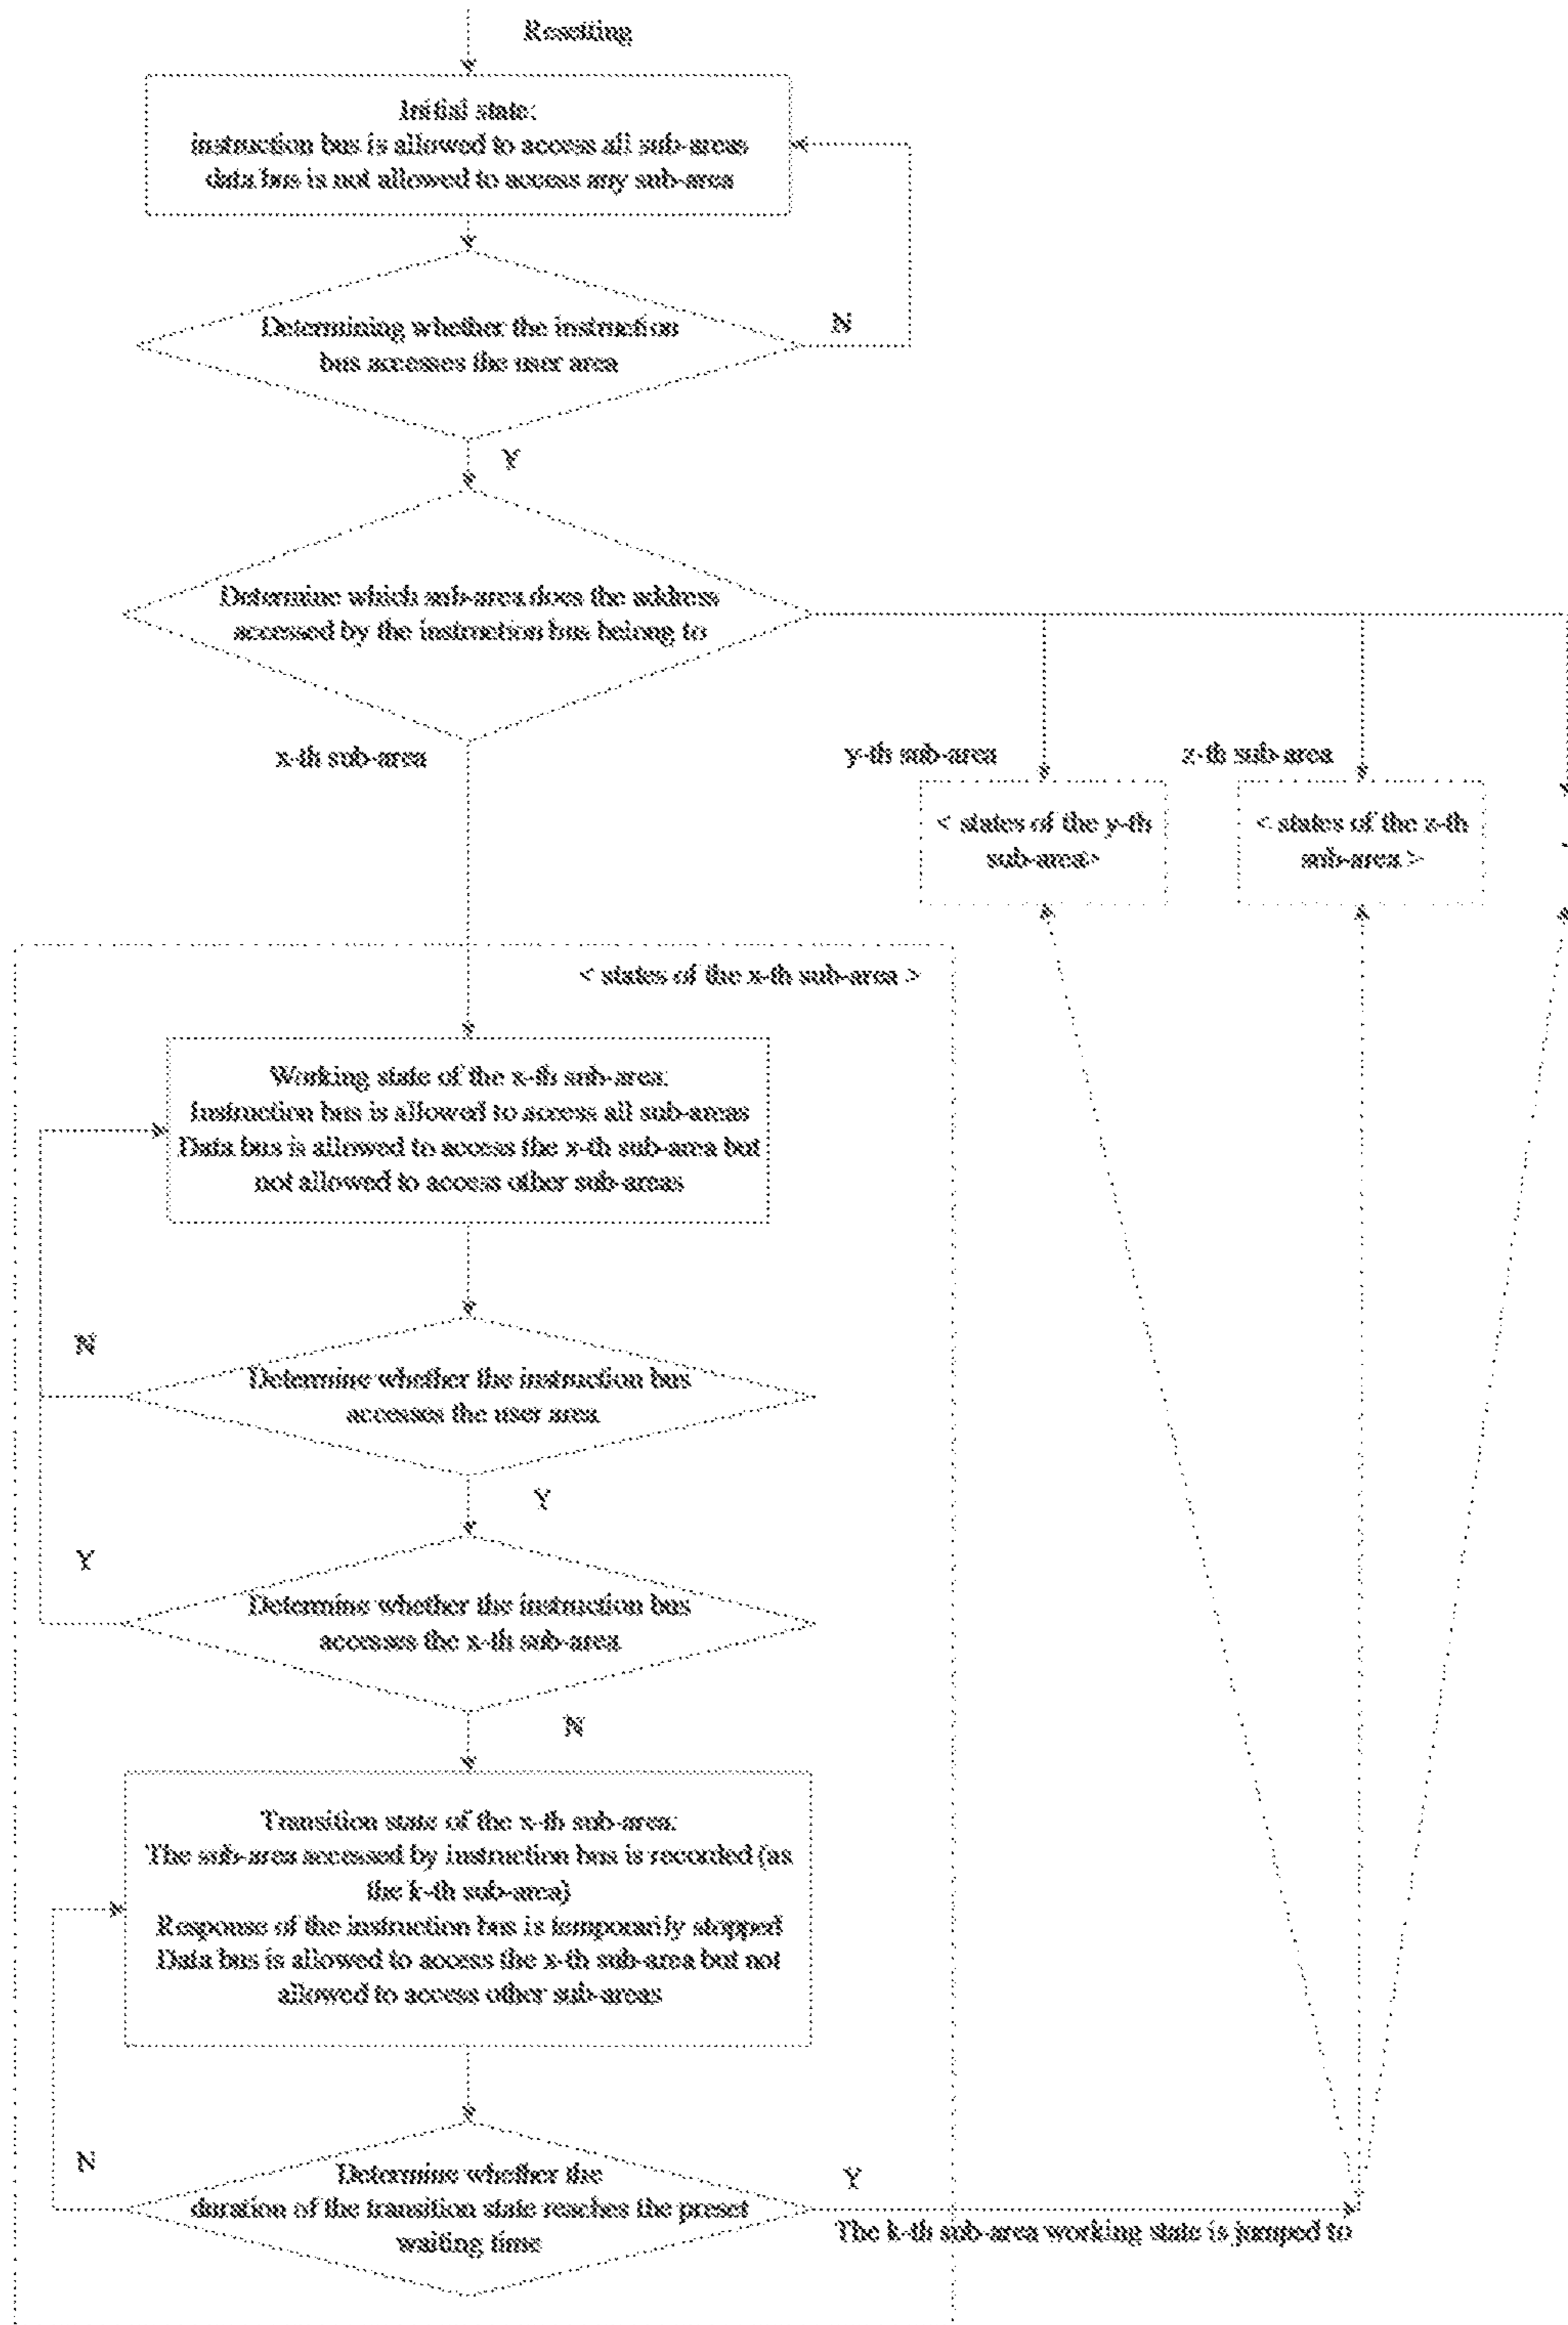 Resetting
Initial state:
instruction bus is allowed to access all sub-areas
data bus is not allowed to access any sub-area
Determining whether the instruction
bus accesses the user area
N
Y
Determine which sub-area does the address
accessed by the instruction bus belong to
x-th sub-area
y-th sub-area
z-th sub-area
< states of the y-th
sub-area>
< states of the z-th
sub-area >
< states of the x-th sub-area >
Working state of the x-th sub-area:
Instruction bus is allowed to access all sub-areas
Data bus is allowed to access the x-th sub-area but
not allowed to access other sub-areas
N
Determine whether the instruction bus
accesses the user area
Y
Y
Determine whether the instruction bus
accesses the x-th sub-area
N
Transition state of the x-th sub-area:
The sub-area accessed by instruction bus is recorded (as
the k-th sub-area)
Response of the instruction bus is temporarily stopped
Data bus is allowed to access the x-th sub-area but not
allowed to access other sub-areas
N
Determine whether the
duration of the transition state reaches the preset
waiting time
Y
The k-th sub-area working state is jumped to